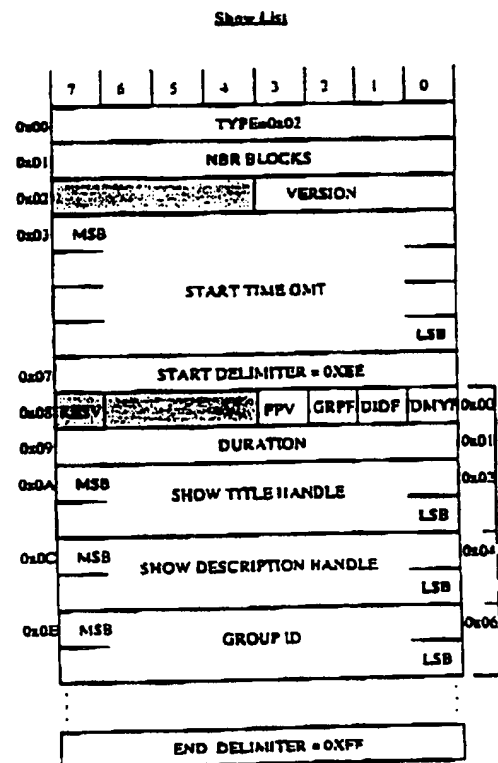 Show List
7 6 5 4 3 2 1 0
0x00 TYPE=0x02
0x01 NBR BLOCKS
0x02 VERSION
0x03 MSB
START TIME GMT
LSB
0x07 START DELIMITER = 0XEE
0x08 RESV PPV GRPF DIDF DMYF 0x00
0x09 DURATION 0x01
0x0A MSB 0x02
SHOW TITLE HANDLE
LSB
0x0C MSB 0x04
SHOW DESCRIPTION HANDLE
LSB
0x0E MSB 0x06
GROUP ID
LSB
END DELIMITER = 0XFF